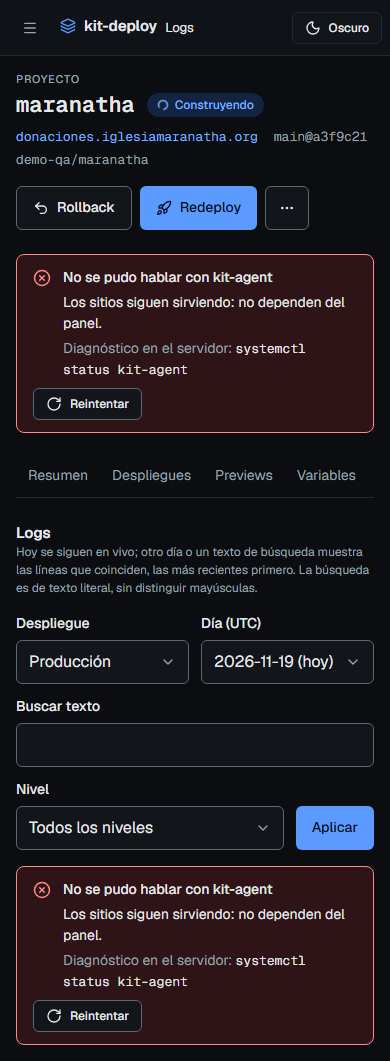 kit-deploy Logs
Oscuro
PROYECTO
maranatha Construyendo
donaciones.iglesiamaranatha.org main@a3f9c21
demo-qa/maranatha
Rollback Redeploy ...
No se pudo hablar con kit-agent
Los sitios siguen sirviendo: no dependen del
panel.
Diagnóstico en el servidor: systemctl
status kit-agent
Reintentar
Resumen Despliegues Previews Variables
Logs
Hoy se siguen en vivo; otro día o un texto de búsqueda muestra
las líneas que coinciden, las más recientes primero. La búsqueda
es de texto literal, sin distinguir mayúsculas.
Despliegue Día (UTC)
Producción 2026-11-19 (hoy)
Buscar texto
Nivel
Todos los niveles Aplicar
No se pudo hablar con kit-agent
Los sitios siguen sirviendo: no dependen del
panel.
Diagnóstico en el servidor: systemctl
status kit-agent
Reintentar